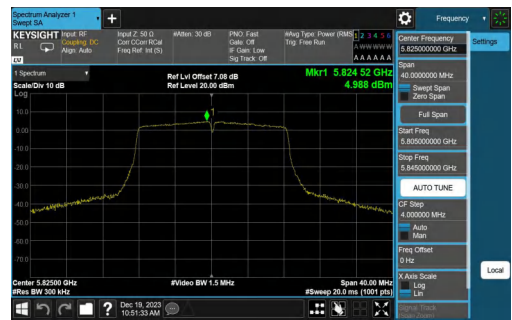 Spectrum Analyzer 1
Swept SA
Frequency
KEYSIGHT
RL
Input: RF
Coupling: DC
Align: Auto
Input Z: 50 Ω
Corr CCorr RCal
Freq Ref: Int (S)
#Atten: 30 dB
PNO: Fast
Gate: Off
IF Gain: Low
Sig Track: Off
#Avg Type: Power (RMS
Trig: Free Run
1 2 3 4 5 6
A W W W W W
A A A A A A
LV
1 Spectrum
Scale/Div 10 dB
Log
Ref Lvl Offset 7.08 dB
Ref Level 20.00 dBm
Mkr1 5.824 52 GHz
4.988 dBm
1
10.0
0.00
-10.0
-20.0
-30.0
-40.0
-50.0
-60.0
-70.0
Center 5.82500 GHz
#Res BW 300 kHz
#Video BW 1.5 MHz
Span 40.00 MHz
#Sweep 20.0 ms (1001 pts)
Center Frequency
5.825000000 GHz
Settings
Span
40.0000000 MHz
Swept Span
Zero Span
Full Span
Start Freq
5.805000000 GHz
Stop Freq
5.845000000 GHz
AUTO TUNE
CF Step
4.000000 MHz
Auto
Man
Freq Offset
0 Hz
X Axis Scale
Log
Lin
Local
Signal Track
Dec 19, 2023
10:51:33 AM